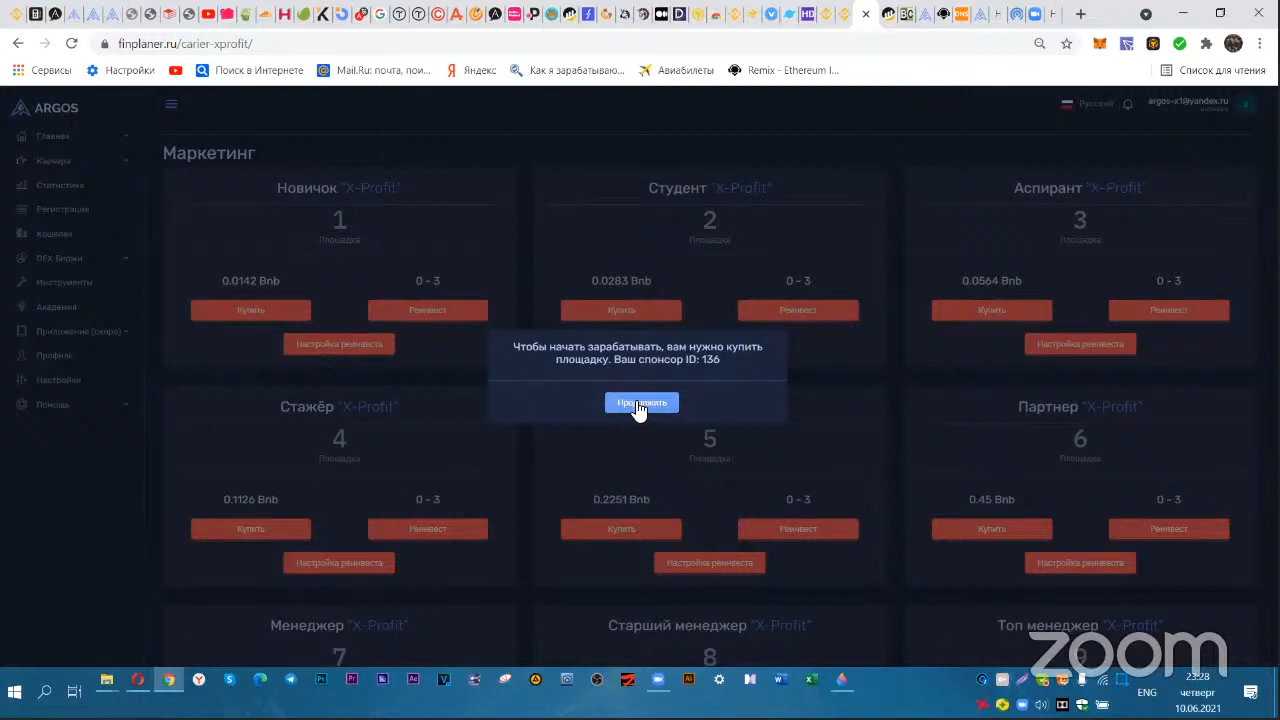 finplaner.ru/carier-xprofit/
Сервисы Настройки Поиск в Интернете Mail.Ru: почта, пои... Яндекс Как я зарабатываю... Авиабилеты Remix - Ethereum I... Список для чтения
ARGOS
Русский argos-x1@yandex.ru
Главная
Карьера
Статистика
Регистрация
Кошелек
DEX Биржи
Инструменты
Академия
Приложение (скоро)
Профиль
Настройки
Помощь
Маркетинг
Новичок "X-Profit"
1
Площадка
0.0142 Bnb 0 - 3
Купить Реинвест
Настройка реинвеста
Студент "X-Profit"
2
Площадка
0.0283 Bnb 0 - 3
Купить Реинвест
Аспирант "X-Profit"
3
Площадка
0.0564 Bnb 0 - 3
Купить Реинвест
Настройка реинвеста
Чтобы начать зарабатывать, вам нужно купить
площадку. Ваш спонсор ID: 136
Продолжить
Стажёр "X-Profit"
4
Площадка
0.1126 Bnb 0 - 3
Купить Реинвест
Настройка реинвеста
5
Площадка
0.2251 Bnb 0 - 3
Купить Реинвест
Настройка реинвеста
Партнер "X-Profit"
6
Площадка
0.45 Bnb 0 - 3
Купить Реинвест
Настройка реинвеста
Менеджер "X-Profit"
7
Старший менеджер "X-Profit"
8
Топ менеджер "X-Profit"
9
zoom
23:28
ENG четверг
10.06.2021